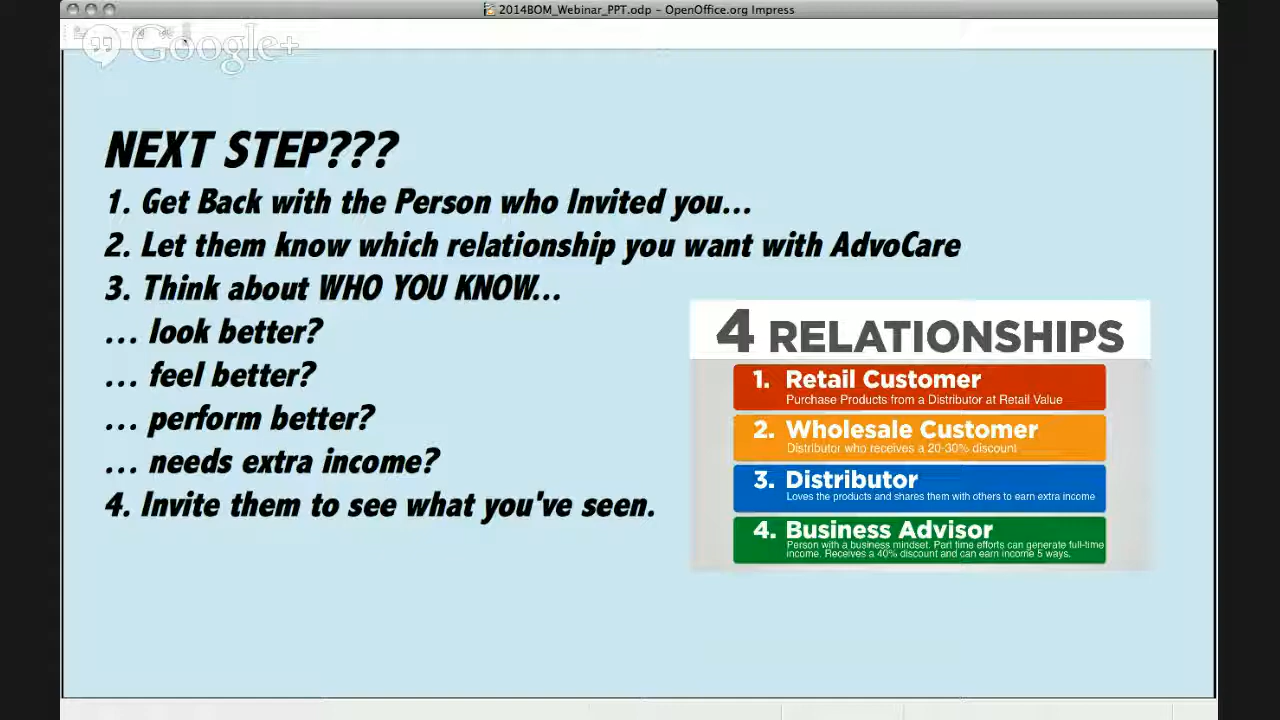 2014BOM_Webinar_PPT.odp – OpenOffice.org Impress
Google+
NEXT STEP???
1. Get Back with the Person who Invited you...
2. Let them know which relationship you want with AdvoCare
3. Think about WHO YOU KNOW...
... look better?
... feel better?
... perform better?
... needs extra income?
4. Invite them to see what you've seen.
4 RELATIONSHIPS
1. Retail Customer
Purchase Products from a Distributor at Retail Value
2. Wholesale Customer
Distributor who receives a 20-30% discount
3. Distributor
Loves the products and shares them with others to earn extra income
4. Business Advisor
Person with a business mindset. Part time efforts can generate full-time
income. Receives a 40% discount and can earn income 5 ways.